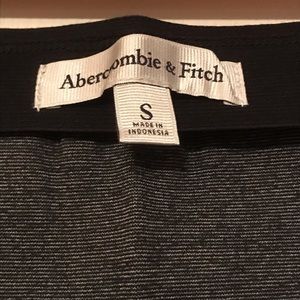 Abercrombie & Fitch
S
MADE IN
INDONESIA